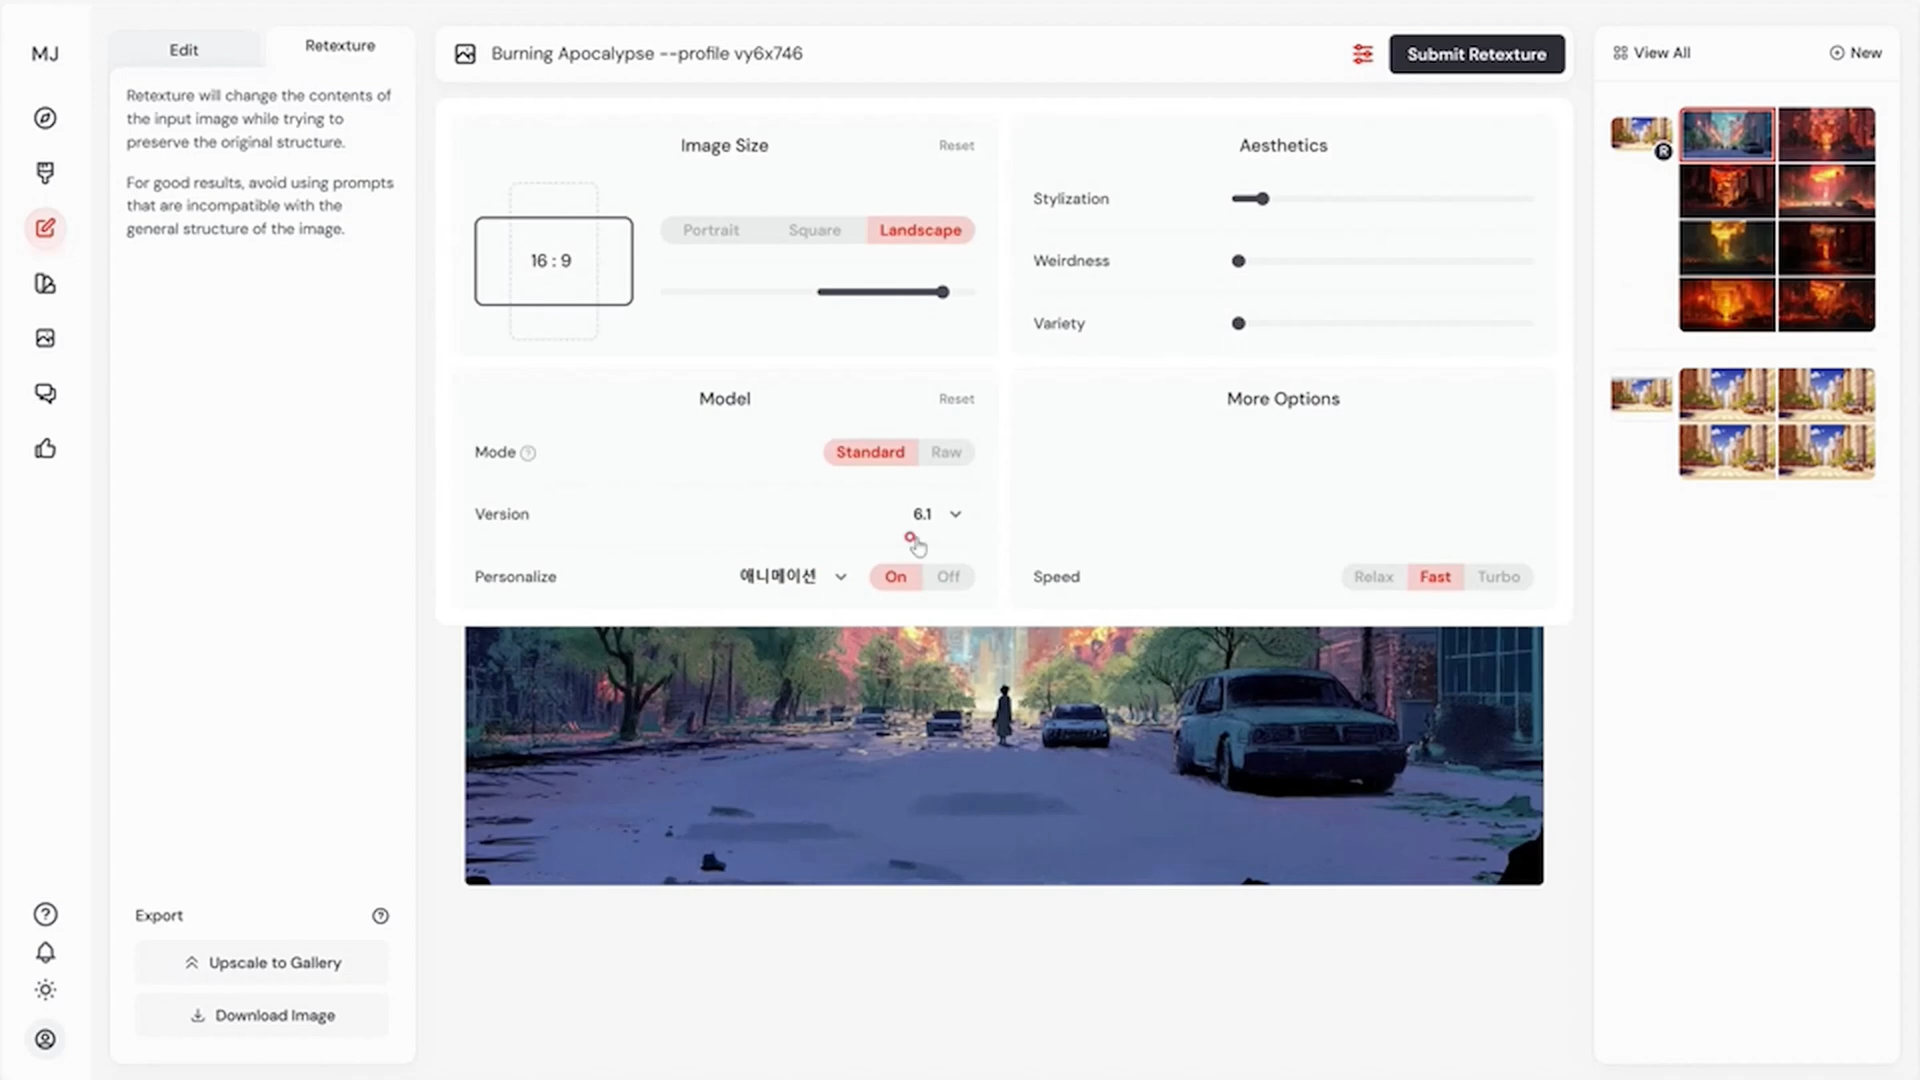 MJ
Edit
Retexture
Retexture will change the contents of
the input image while trying to
preserve the original structure.
For good results, avoid using prompts
that are incompatible with the
general structure of the image.
Export
Upscale to Gallery
Download Image
Burning Apocalypse --profile vy6x746
Submit Retexture
Image Size
Reset
16 : 9
Portrait
Square
Landscape
Aesthetics
Stylization
Weirdness
Variety
Model
Reset
Mode
Standard
Raw
Version
6.1
Personalize
애니메이션
On
Off
More Options
Speed
Relax
Fast
Turbo
View All
New
R